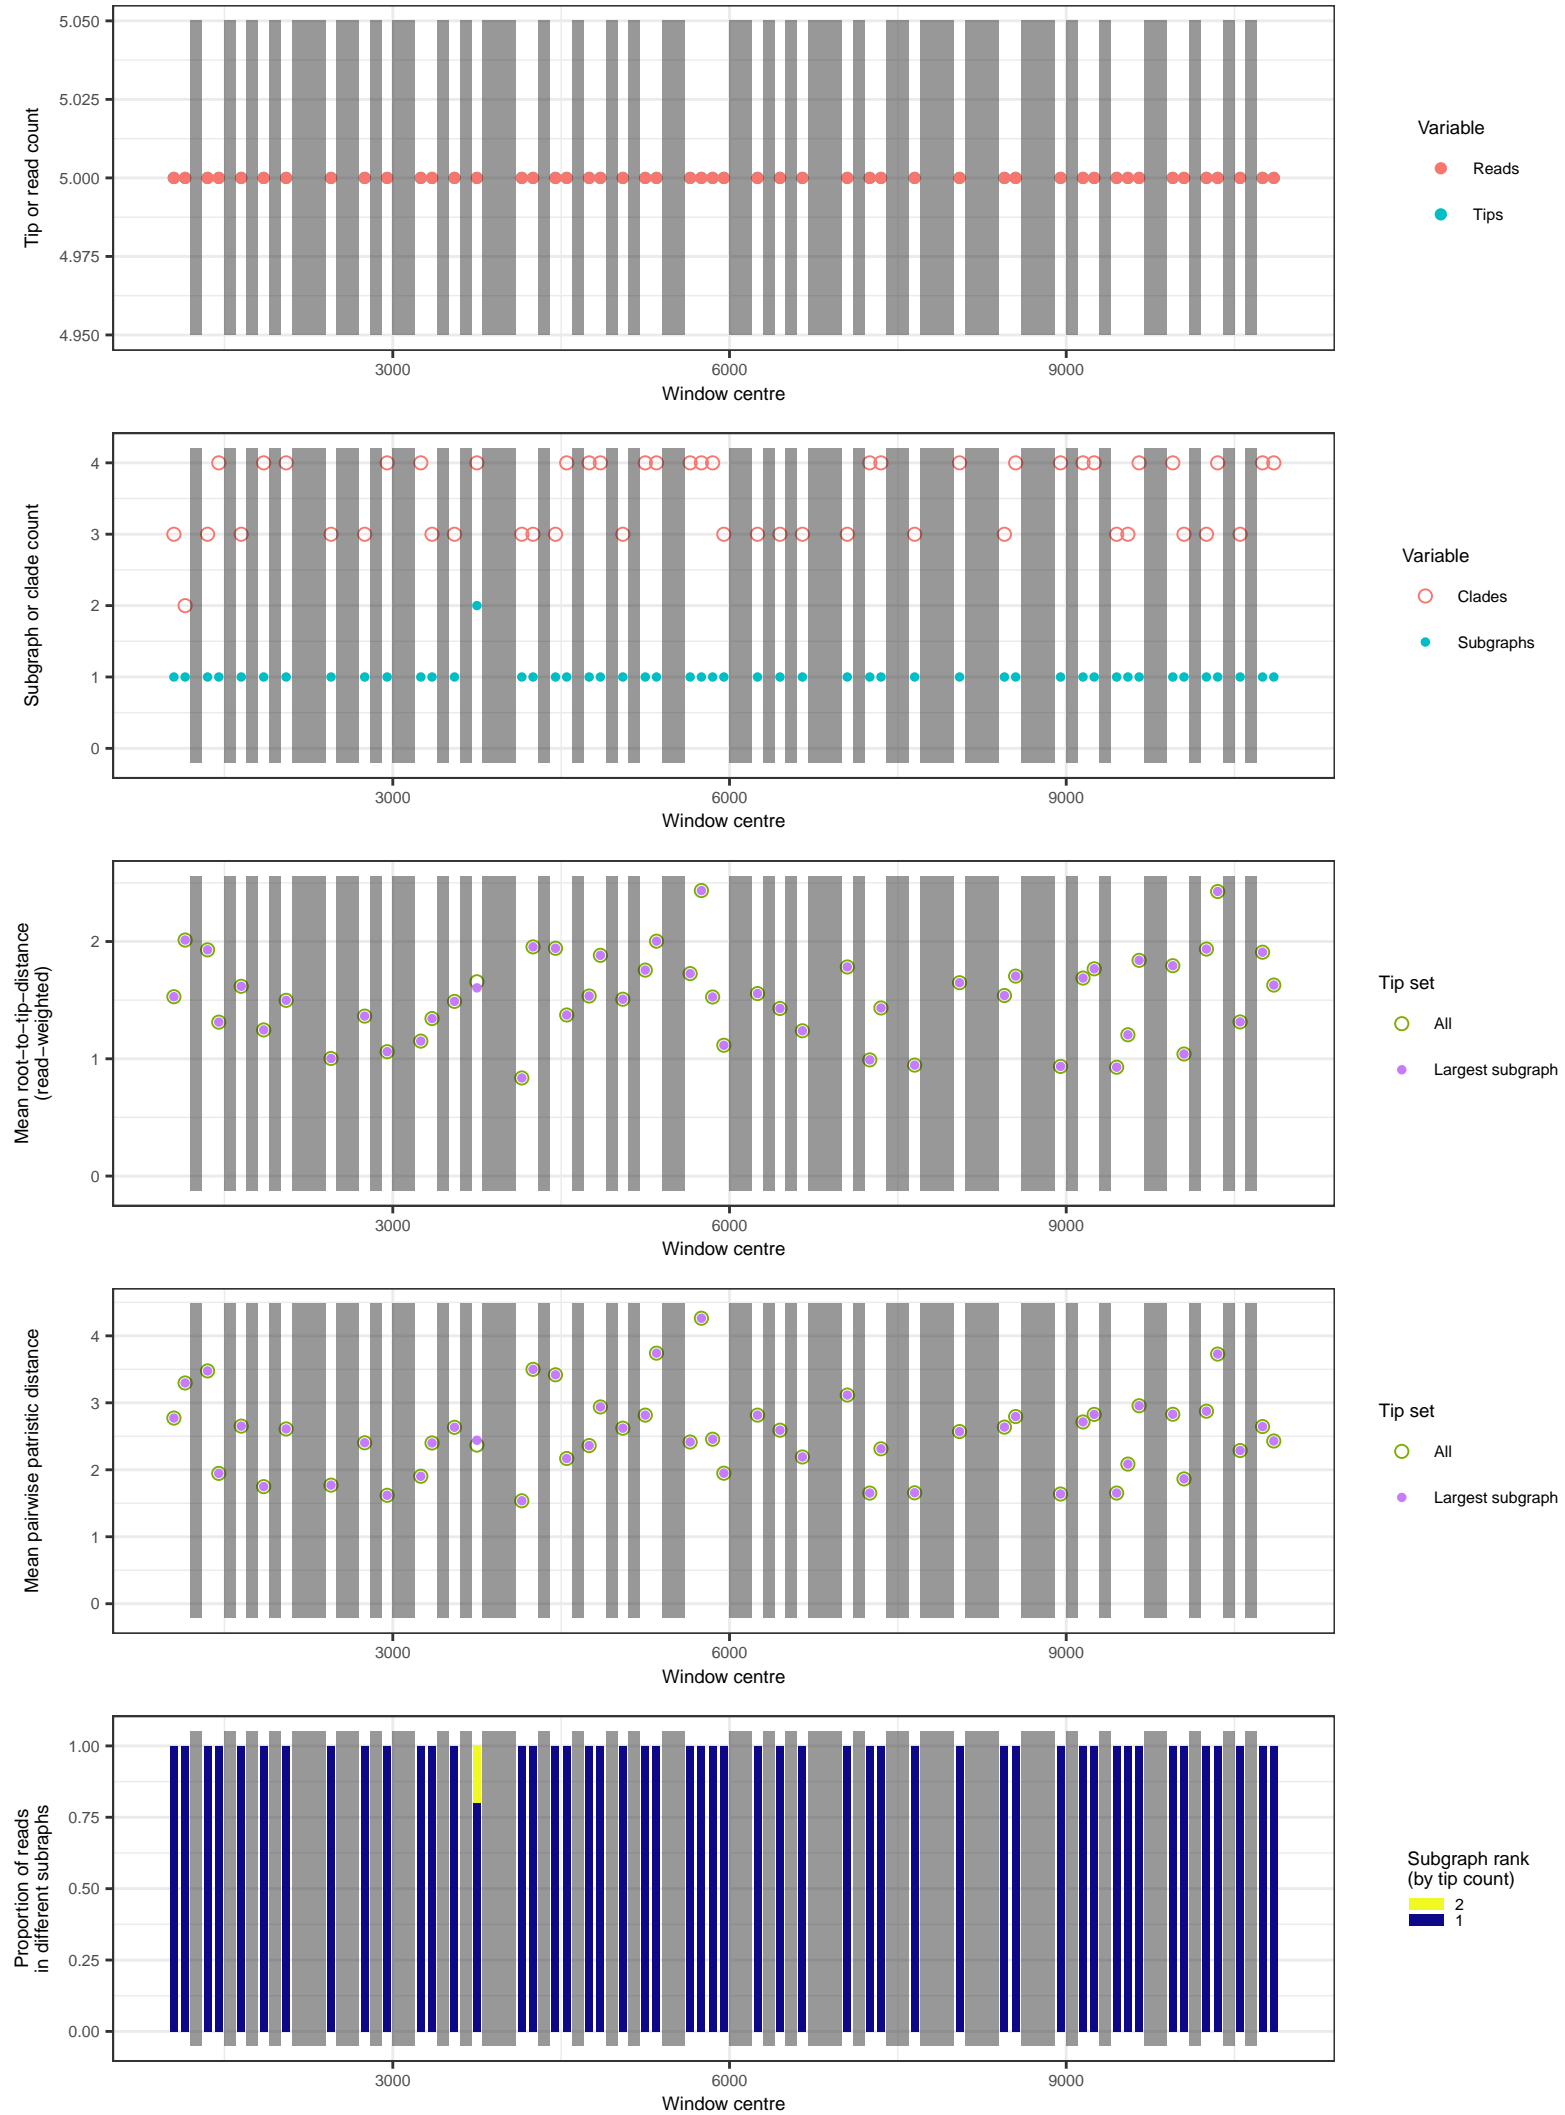 5.050
5.025
5.000
4.975
4.950
Tip or read count
3000
6000
9000
Window centre
Variable
Reads
Tips
4
3
2
1
0
Subgraph or clade count
3000
6000
9000
Window centre
Variable
Clades
Subgraphs
2
1
0
Mean root−to−tip−distance
(read−weighted)
3000
6000
9000
Window centre
Tip set
All
Largest subgraph
4
3
2
1
0
Mean pairwise patristic distance
3000
6000
9000
Window centre
Tip set
All
Largest subgraph
1.00
0.75
0.50
0.25
0.00
Proportion of reads
in different subraphs
3000
6000
9000
Window centre
Subgraph rank
(by tip count)
2
1